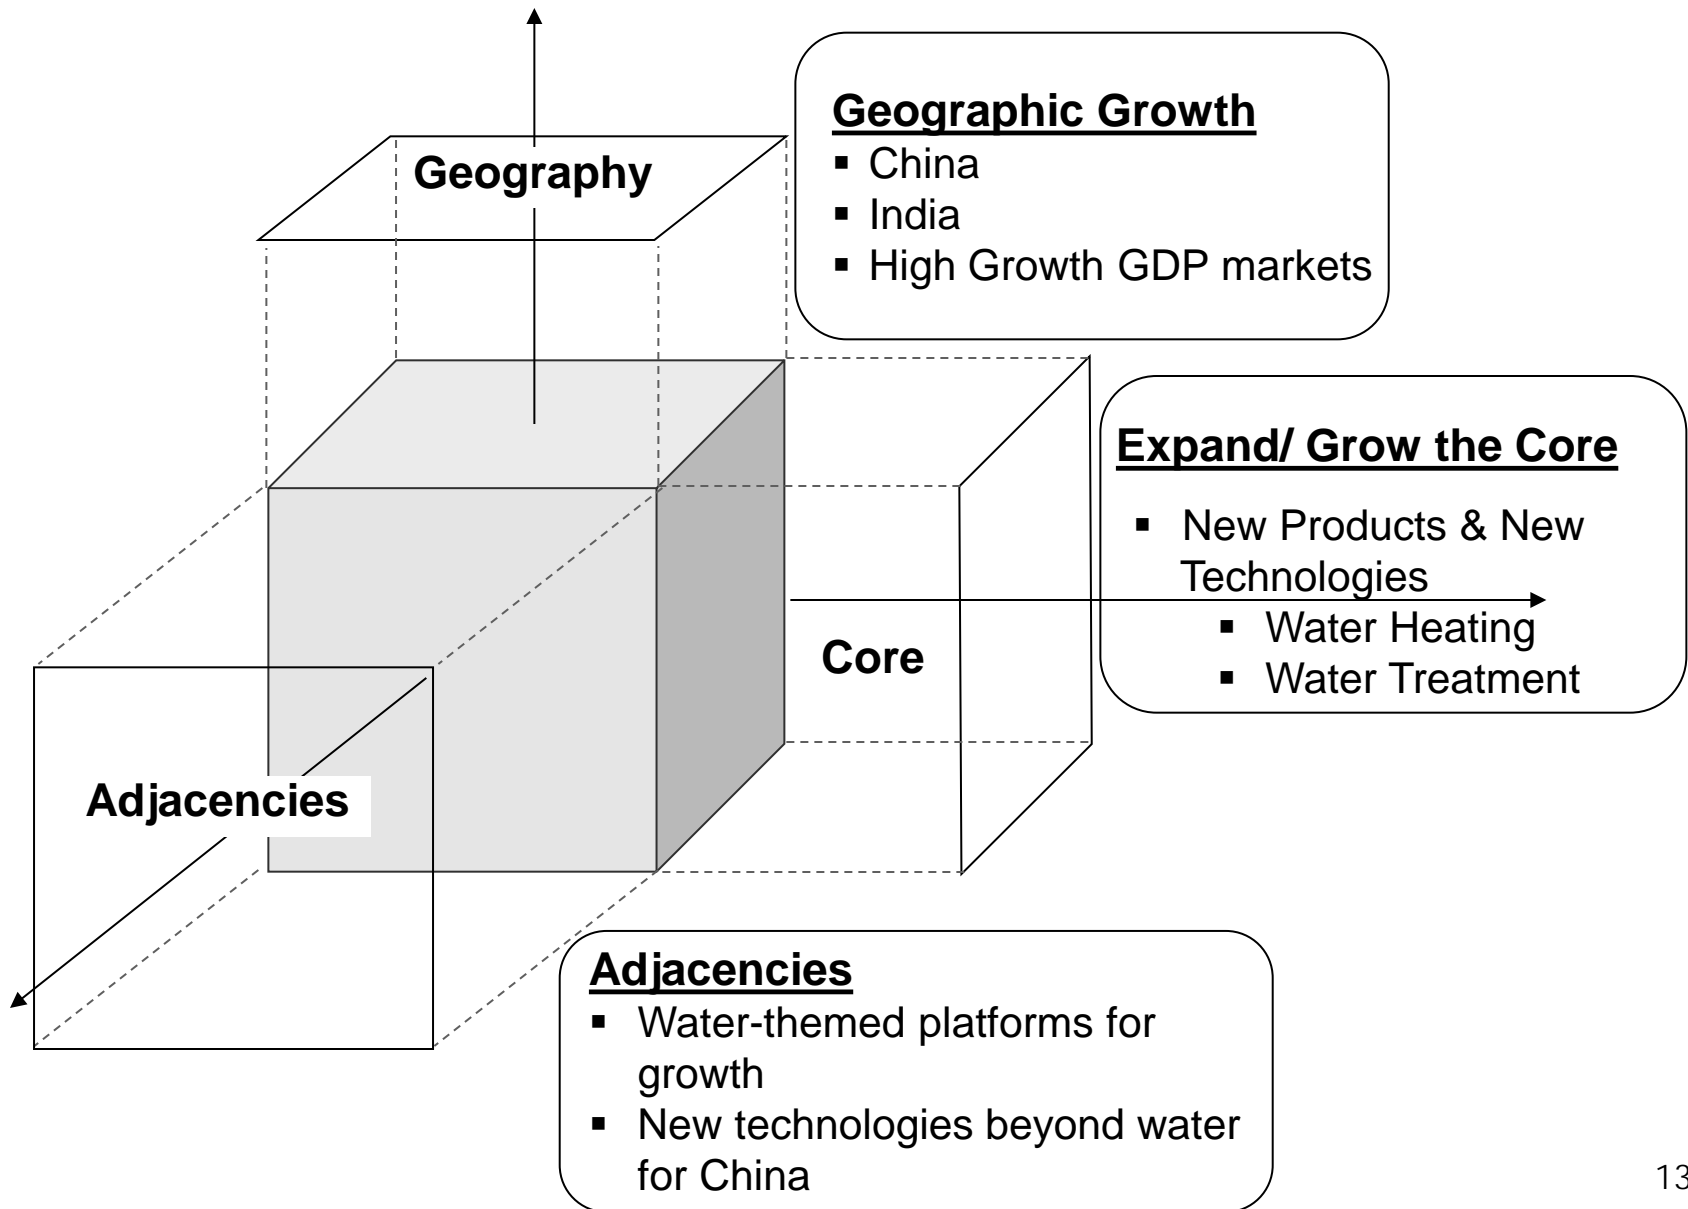 Geography
Geographic Growth
▪ China
▪ India
▪ High Growth GDP markets
Expand/ Grow the Core
▪ New Products & New
Technologies
▪ Water Heating
▪ Water Treatment
Core
Adjacencies
Adjacencies
▪ Water-themed platforms for
growth
▪ New technologies beyond water
for China
13